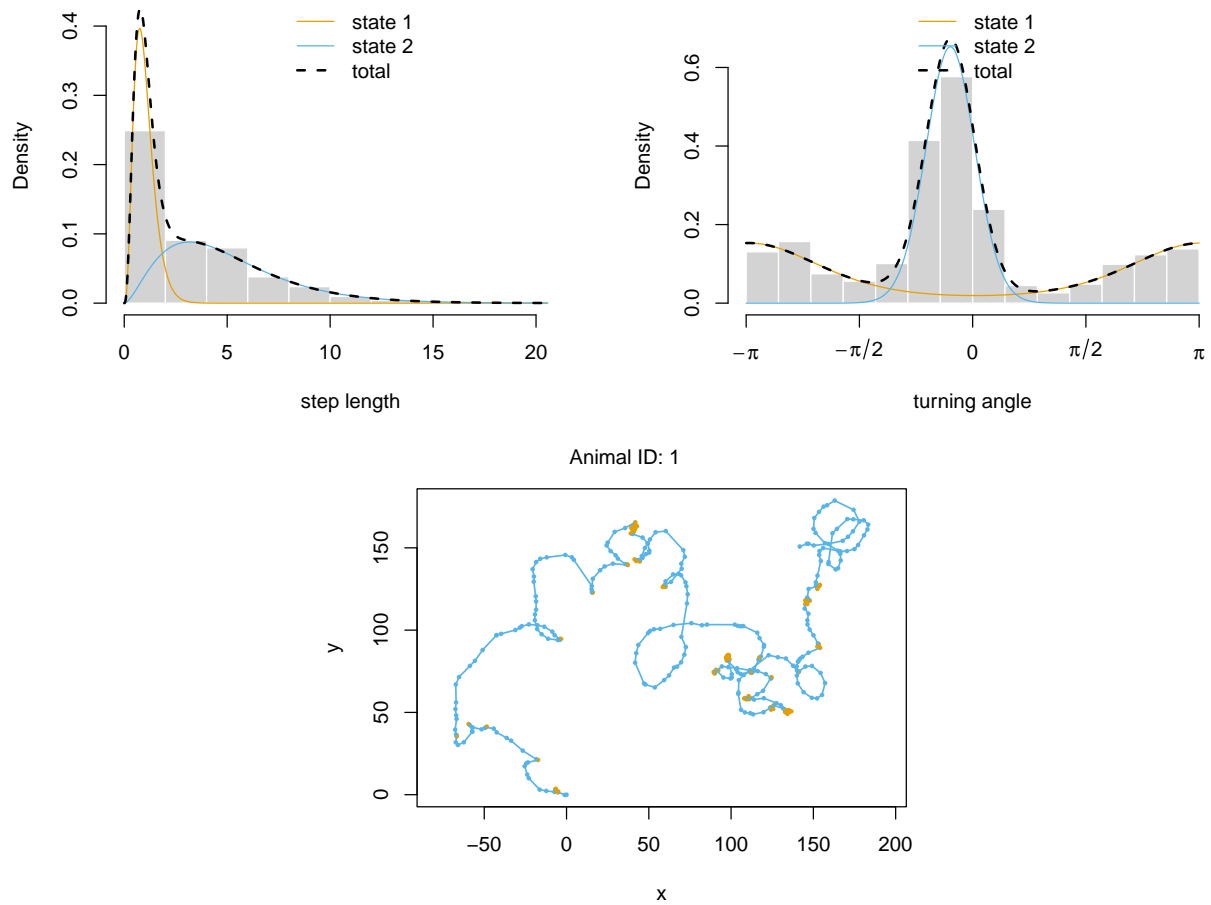 state 1
state 2
total
Density
0.0 0.1 0.2 0.3 0.4
0 5 10 15 20
step length
state 1
state 2
total
Density
0.0 0.2 0.4 0.6
−π −π/2 0 π/2 π
turning angle
Animal ID: 1
y
0 50 100 150
−50 0 50 100 150 200
x